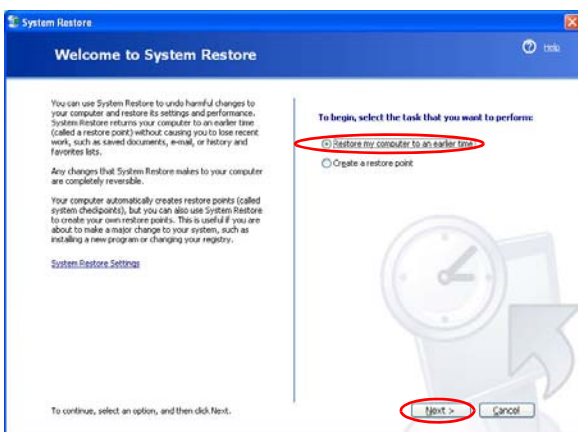 System Restore
Welcome to System Restore
Help
You can use System Restore to undo harmful changes to
your computer and restore its settings and performance.
System Restore returns your computer to an earlier time
(called a restore point) without causing you to lose recent
work, such as saved documents, e-mail, or history and
favorites lists.
Any changes that System Restore makes to your computer
are completely reversible.
Your computer automatically creates restore points (called
system checkpoints), but you can also use System Restore
to create your own restore points. This is useful if you are
about to make a major change to your system, such as
installing a new program or changing your registry.
System Restore Settings
To begin, select the task that you want to perform:
Restore my computer to an earlier time
Create a restore point
To continue, select an option, and then click Next.
Next >
Cancel